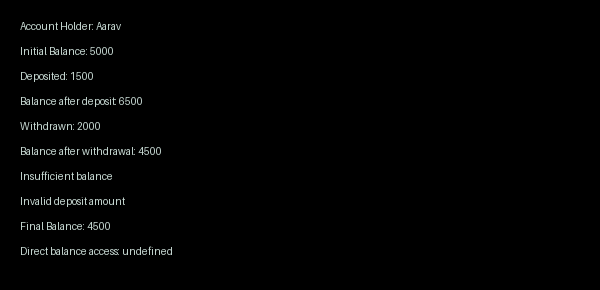 Account Holder: Aarav
Initial Balance: 5000
Deposited: 1500
Balance after deposit: 6500
Withdrawn: 2000
Balance after withdrawal: 4500
Insufficient balance
Invalid deposit amount
Final Balance: 4500
Direct balance access: undefined